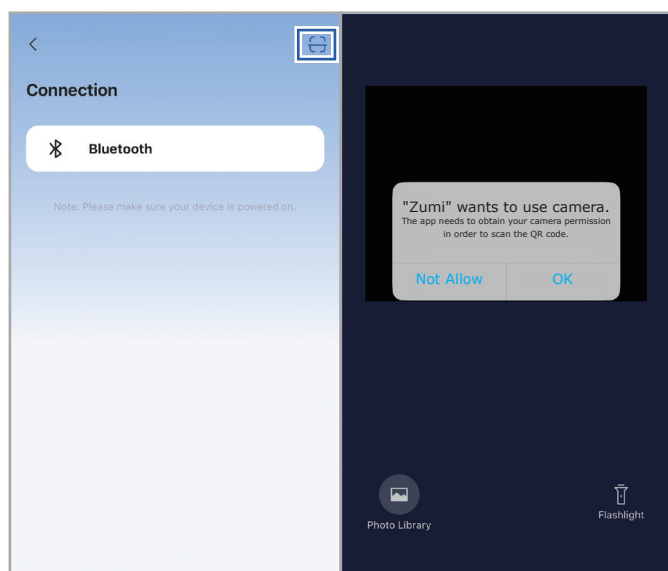 Connection
Bluetooth
Note: Please make sure your device is powered on.
"Zumi" wants to use camera.
The app needs to obtain your camera permission
in order to scan the QR code.
Not Allow
OK
Photo Library
Flashlight